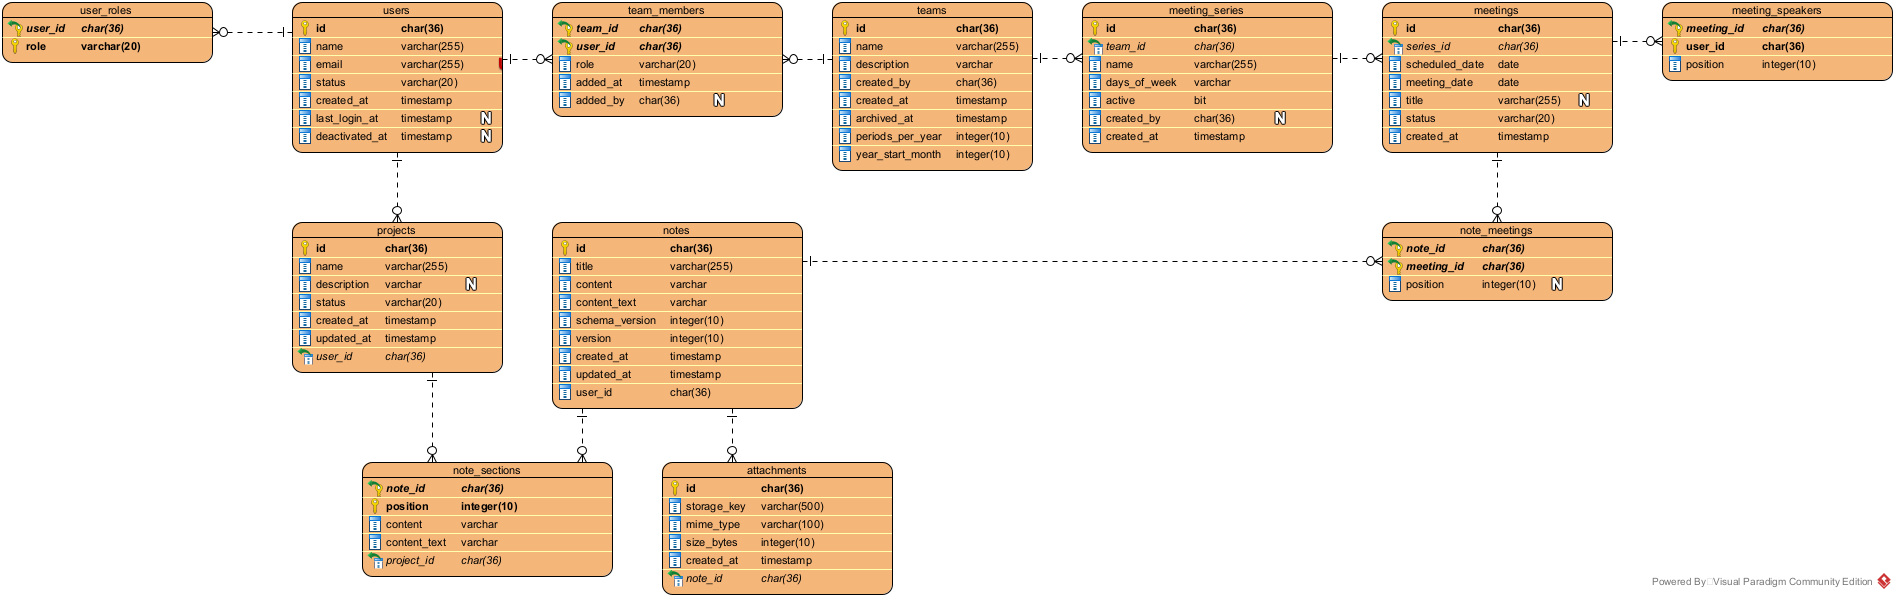 user_roles
user_id char(36)
role varchar(20)
users
id char(36)
name varchar(255)
email varchar(255)
status varchar(20)
created_at timestamp
last_login_at timestamp N
deactivated_at timestamp N
team_members
team_id char(36)
user_id char(36)
role varchar(20)
added_at timestamp
added_by char(36) N
teams
id char(36)
name varchar(255)
description varchar
created_by char(36)
created_at timestamp
archived_at timestamp
periods_per_year integer(10)
year_start_month integer(10)
meeting_series
id char(36)
team_id char(36)
name varchar(255)
days_of_week varchar
active bit
created_by char(36) N
created_at timestamp
meetings
id char(36)
series_id char(36)
scheduled_date date
meeting_date date
title varchar(255) N
status varchar(20)
created_at timestamp
meeting_speakers
meeting_id char(36)
user_id char(36)
position integer(10)
projects
id char(36)
name varchar(255)
description varchar N
status varchar(20)
created_at timestamp
updated_at timestamp
user_id char(36)
notes
id char(36)
title varchar(255)
content varchar
content_text varchar
schema_version integer(10)
version integer(10)
created_at timestamp
updated_at timestamp
user_id char(36)
note_meetings
note_id char(36)
meeting_id char(36)
position integer(10) N
note_sections
note_id char(36)
position integer(10)
content varchar
content_text varchar
project_id char(36)
attachments
id char(36)
storage_key varchar(500)
mime_type varchar(100)
size_bytes integer(10)
created_at timestamp
note_id char(36)
Powered By Visual Paradigm Community Edition